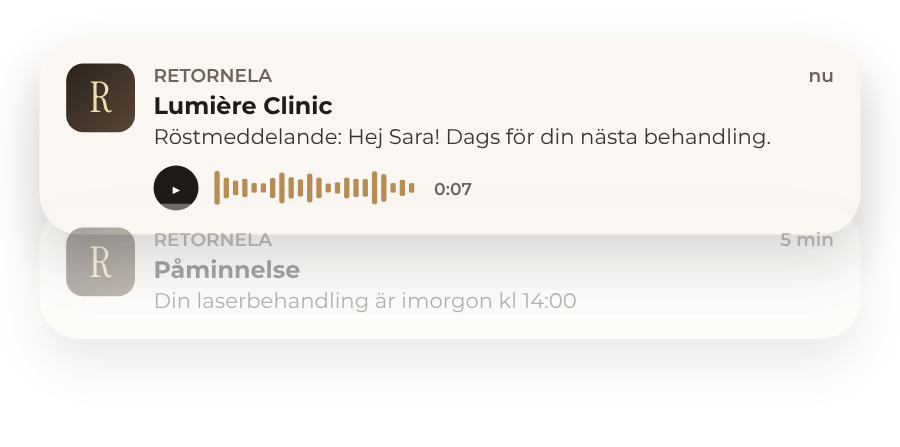 R
RETORNELA
nu
Lumière Clinic
Röstmeddelande: Hej Sara! Dags för din nästa behandling.
0:07
R
RETORNELA
5 min
Påminnelse
Din laserbehandling är imorgon kl 14:00